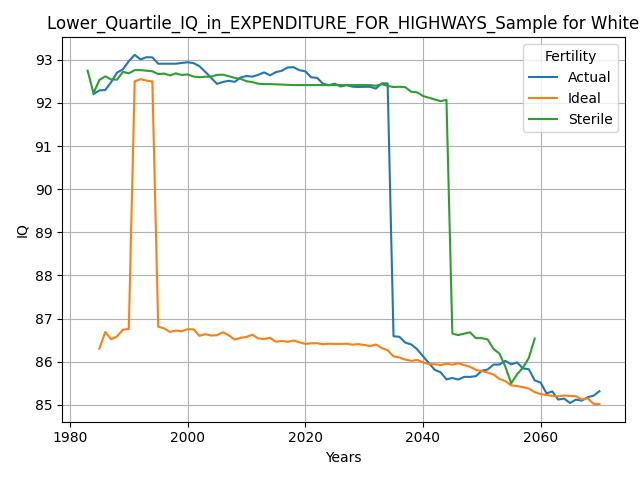 Lower_Quartile_IQ_in_EXPENDITURE_FOR_HIGHWAYS_Sample for White
Fertility
Actual
Ideal
Sterile
IQ
93
92
91
90
89
88
87
86
85
1980
2000
2020
2040
2060
Years